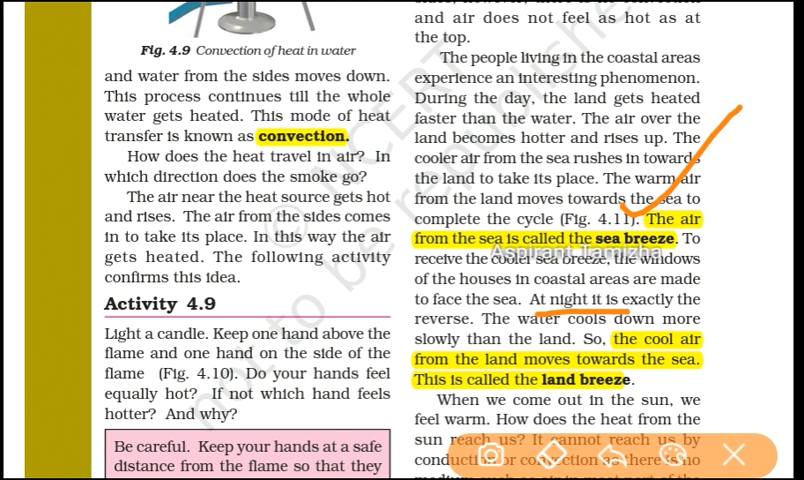 Fig. 4.9 Convection of heat in water
and water from the sides moves down.
This process continues till the whole
water gets heated. This mode of heat
transfer is known as convection.
How does the heat travel in air? In
which direction does the smoke go?
The air near the heat source gets hot
and rises. The air from the sides comes
in to take its place. In this way the air
gets heated. The following activity
confirms this idea.
Activity 4.9
Light a candle. Keep one hand above the
flame and one hand on the side of the
flame (Fig. 4.10). Do your hands feel
equally hot? If not which hand feels
hotter? And why?
Be careful. Keep your hands at a safe
distance from the flame so that they
and air does not feel as hot as at
the top.
The people living in the coastal areas
experience an interesting phenomenon.
During the day, the land gets heated
faster than the water. The air over the
land becomes hotter and rises up. The
cooler air from the sea rushes in towards
the land to take its place. The warm air
from the land moves towards the sea to
complete the cycle (Fig. 4.11). The air
from the sea is called the sea breeze. To
Aspirant Tamizha
receive the cooler sea breeze, the windows
of the houses in coastal areas are made
to face the sea. At night it is exactly the
reverse. The water cools down more
slowly than the land. So, the cool air
from the land moves towards the sea.
This is called the land breeze.
When we come out in the sun, we
feel warm. How does the heat from the
sun reach us? It cannot reach us by
conduction or convection as there is no
© NCERT
not to be republished